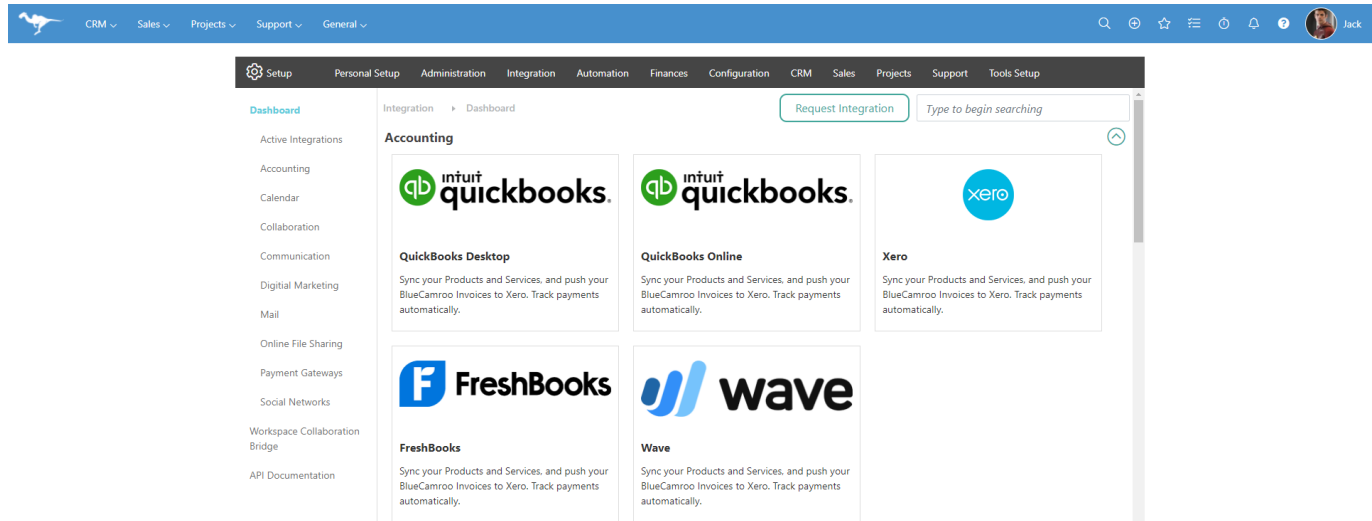 CRM Sales Projects Support General Jack
Setup Personal Setup Administration Integration Automation Finances Configuration CRM Sales Projects Support Tools Setup
Dashboard
Active Integrations
Accounting
Calendar
Collaboration
Communication
Digitial Marketing
Mail
Online File Sharing
Payment Gateways
Social Networks
Workspace Collaboration
Bridge
API Documentation
Integration Dashboard
Request Integration
Type to begin searching
Accounting
qb intuit quickbooks.
QuickBooks Desktop
Sync your Products and Services, and push your
BlueCamroo Invoices to Xero. Track payments
automatically.
qb intuit quickbooks.
QuickBooks Online
Sync your Products and Services, and push your
BlueCamroo Invoices to Xero. Track payments
automatically.
xero
Xero
Sync your Products and Services, and push your
BlueCamroo Invoices to Xero. Track payments
automatically.
F FreshBooks
FreshBooks
Sync your Products and Services, and push your
BlueCamroo Invoices to Xero. Track payments
automatically.
wave
Wave
Sync your Products and Services, and push your
BlueCamroo Invoices to Xero. Track payments
automatically.